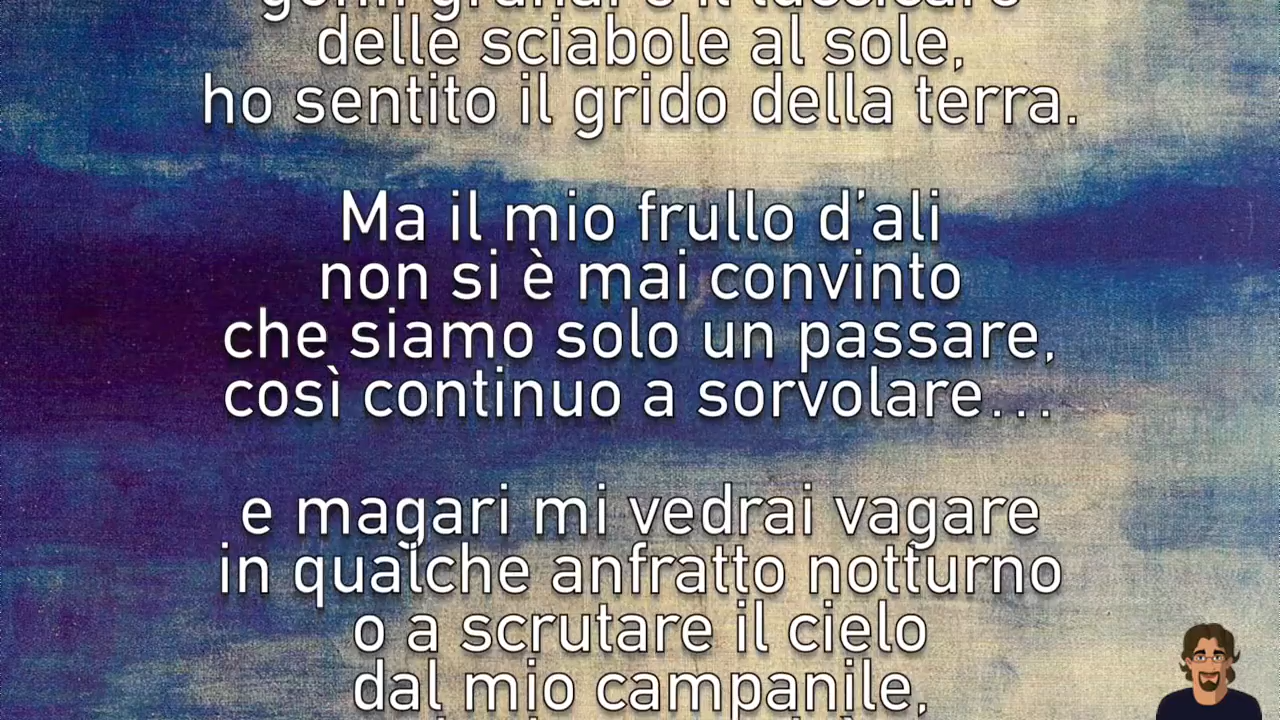 delle sciabole al sole,
ho sentito il grido della terra.
Ma il mio frullo d'ali
non si è mai convinto
che siamo solo un passare,
così continuo a sorvolare...
e magari mi vedrai vagare
in qualche anfratto notturno
o a scrutare il cielo
dal mio campanile,